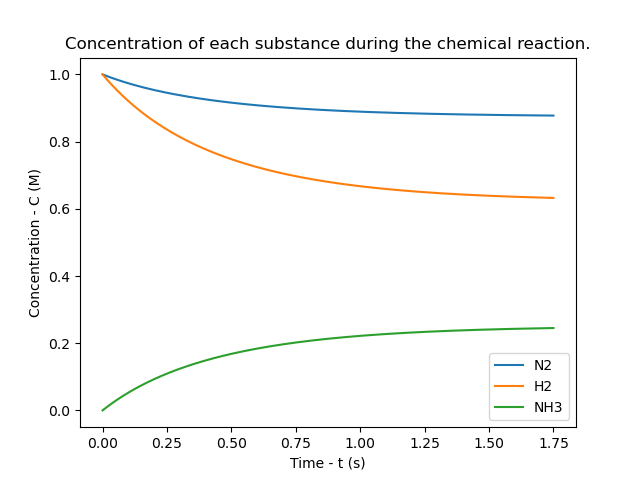 Concentration of each substance during the chemical reaction.
1.0
0.8
0.6
0.4
0.2
0.0
Concentration - C (M)
N2
H2
NH3
0.00 0.25 0.50 0.75 1.00 1.25 1.50 1.75
Time - t (s)